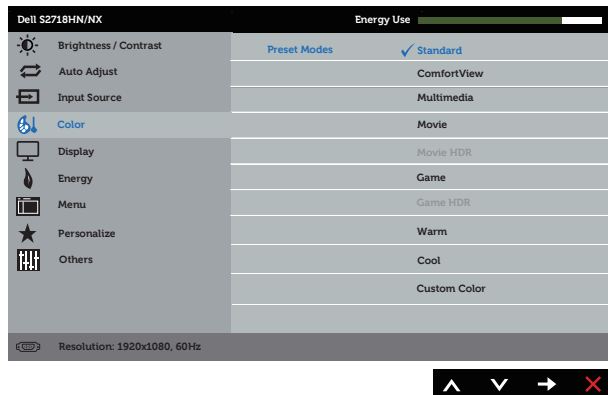 Dell S2718HN/NX Energy Use
Brightness / Contrast Preset Modes Standard
Auto Adjust ComfortView
Input Source Multimedia
Color Movie
Display Movie HDR
Energy Game
Menu Game HDR
Personalize Warm
Others Cool
Custom Color
Resolution: 1920x1080, 60Hz